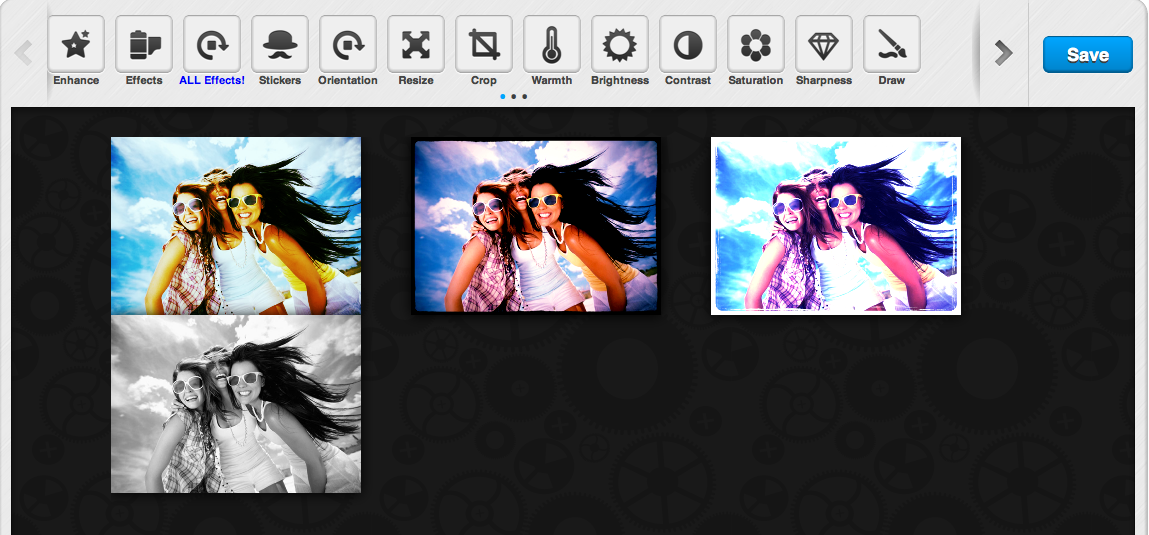 Enhance
Effects
ALL Effects!
Stickers
Orientation
Resize
Crop
Warmth
Brightness
Contrast
Saturation
Sharpness
Draw
Save